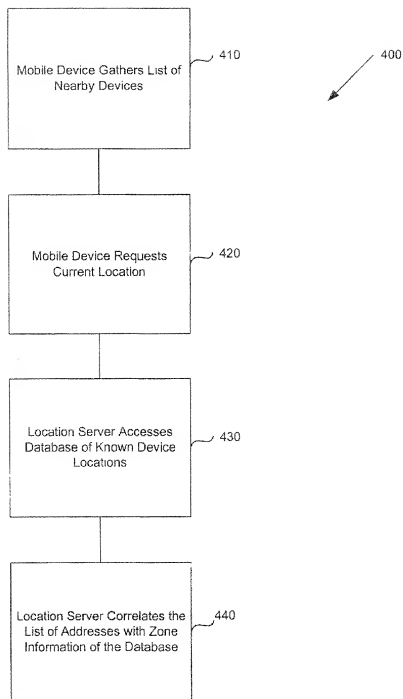 Mobile Device Gathers List of
Nearby Devices
410
400
Mobile Device Requests
Current Location
420
Location Server Accesses
Database of Known Device
Locations
430
Location Server Correlates the
List of Addresses with Zone
Information of the Database
440